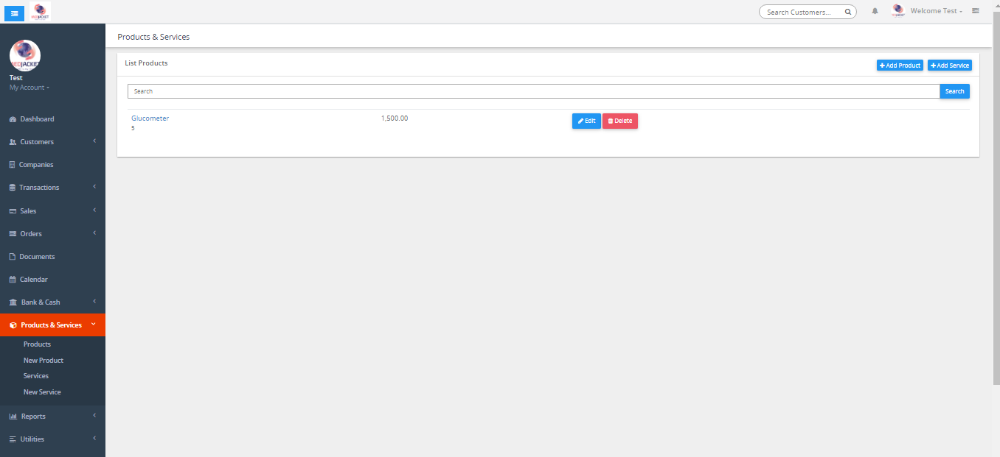 REDJACKET
Search Customers...
Welcome Test
REDJACKET
Test
My Account
Dashboard
Customers
Companies
Transactions
Sales
Orders
Documents
Calendar
Bank & Cash
Products & Services
Products
New Product
Services
New Service
Reports
Utilities
Products & Services
List Products
Add Product
Add Service
Search
Search
Glucometer
1,500.00
Edit
Delete
5